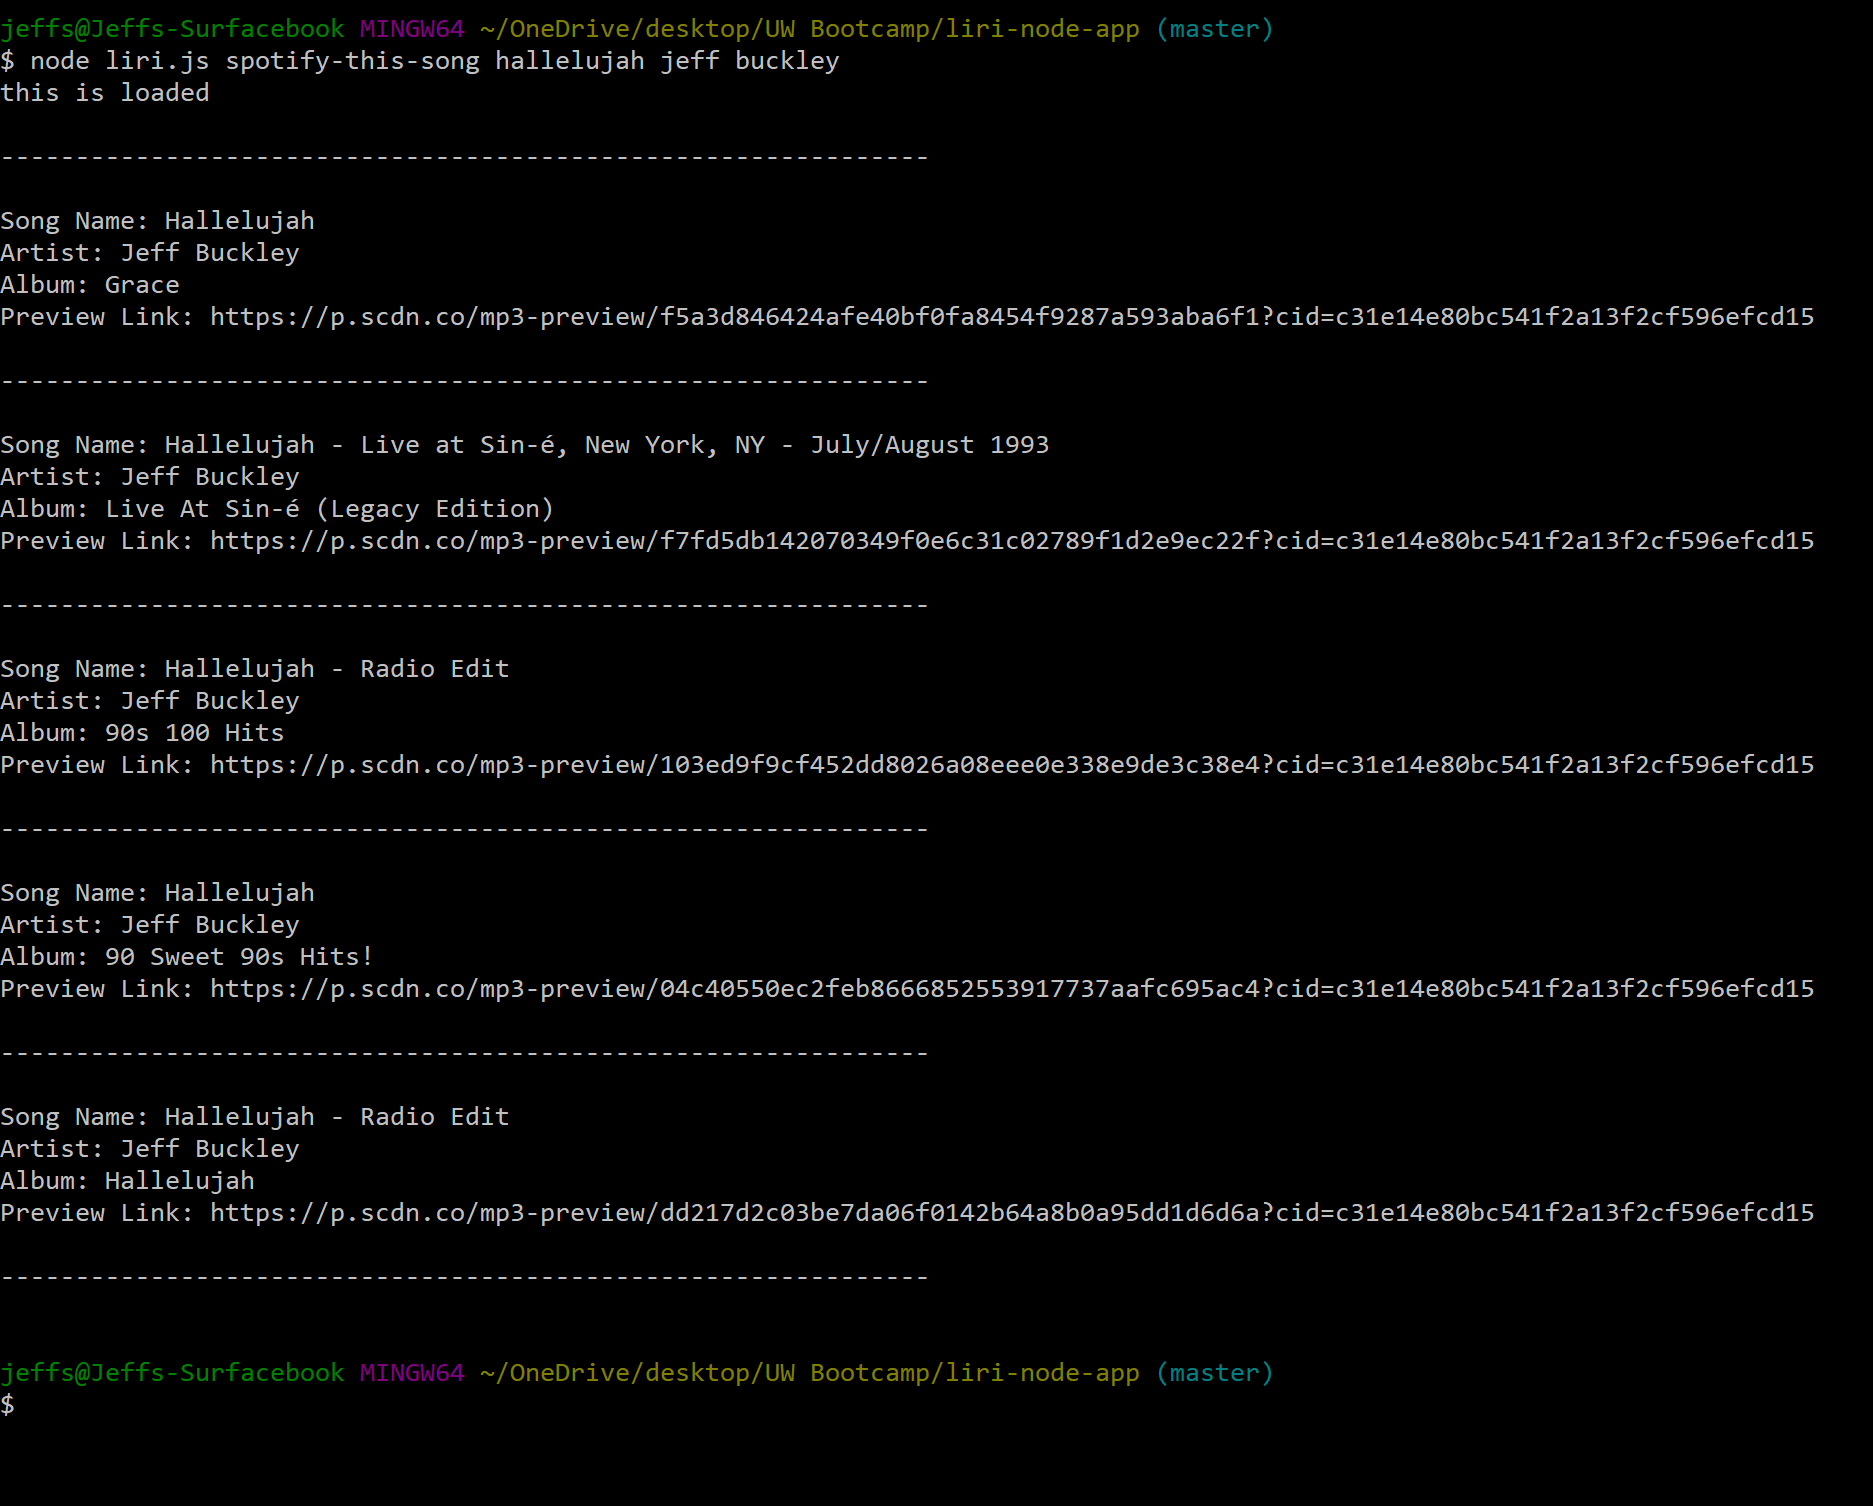 jeffs@Jeffs-Surfacebook MINGW64 ~/OneDrive/desktop/UW Bootcamp/liri-node-app (master)
$ node liri.js spotify-this-song hallelujah jeff buckley
this is loaded
--------------------------------------------------------------
Song Name: Hallelujah
Artist: Jeff Buckley
Album: Grace
Preview Link: https://p.scdn.co/mp3-preview/f5a3d846424afe40bf0fa8454f9287a593aba6f1?cid=c31e14e80bc541f2a13f2cf596efcd15
--------------------------------------------------------------
Song Name: Hallelujah - Live at Sin-é, New York, NY - July/August 1993
Artist: Jeff Buckley
Album: Live At Sin-é (Legacy Edition)
Preview Link: https://p.scdn.co/mp3-preview/f7fd5db142070349f0e6c31c02789f1d2e9ec22f?cid=c31e14e80bc541f2a13f2cf596efcd15
--------------------------------------------------------------
Song Name: Hallelujah - Radio Edit
Artist: Jeff Buckley
Album: 90s 100 Hits
Preview Link: https://p.scdn.co/mp3-preview/103ed9f9cf452dd8026a08eee0e338e9de3c38e4?cid=c31e14e80bc541f2a13f2cf596efcd15
--------------------------------------------------------------
Song Name: Hallelujah
Artist: Jeff Buckley
Album: 90 Sweet 90s Hits!
Preview Link: https://p.scdn.co/mp3-preview/04c40550ec2feb8666852553917737aafc695ac4?cid=c31e14e80bc541f2a13f2cf596efcd15
--------------------------------------------------------------
Song Name: Hallelujah - Radio Edit
Artist: Jeff Buckley
Album: Hallelujah
Preview Link: https://p.scdn.co/mp3-preview/dd217d2c03be7da06f0142b64a8b0a95dd1d6d6a?cid=c31e14e80bc541f2a13f2cf596efcd15
--------------------------------------------------------------
jeffs@Jeffs-Surfacebook MINGW64 ~/OneDrive/desktop/UW Bootcamp/liri-node-app (master)
$